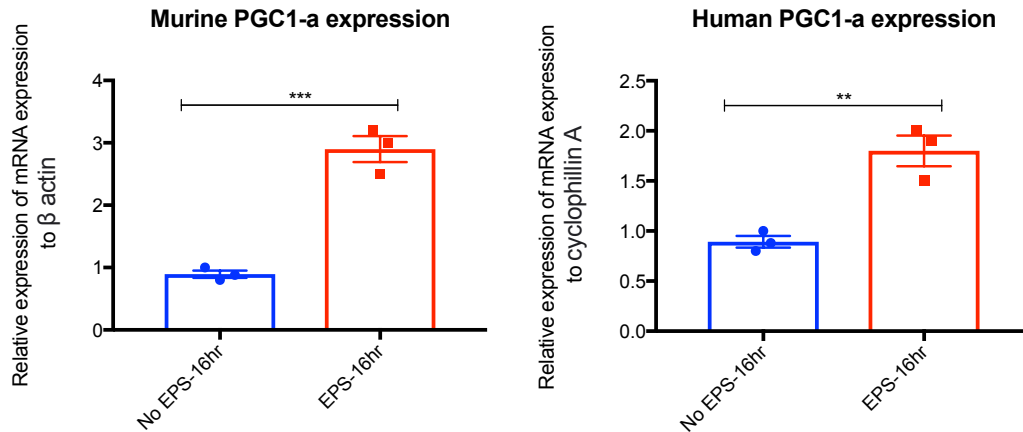 Murine PGC1-a expression
Relative expression of mRNA expression
to β actin
4
3
2
1
0
***
No EPS-16hr
EPS-16hr
Human PGC1-a expression
Relative expression of mRNA expression
to cyclophillin A
2.5
2.0
1.5
1.0
0.5
0.0
**
No EPS-16hr
EPS-16hr